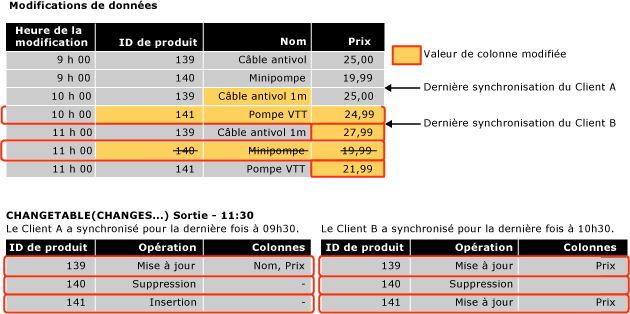 Modifications de données
Heure de la modification ID de produit Nom Prix
9 h 00 139 Câble antivol 25,00
9 h 00 140 Minipompe 19,99
10 h 00 139 Câble antivol 1m 25,00
10 h 00 141 Pompe VTT 24,99
11 h 00 139 Câble antivol 1m 27,99
11 h 00 140 Minipompe 19,99
11 h 00 141 Pompe VTT 21,99
Valeur de colonne modifiée
Dernière synchronisation du Client A
Dernière synchronisation du Client B
CHANGETABLE(CHANGES...) Sortie - 11:30
Le Client A a synchronisé pour la dernière fois à 09h30.
ID de produit Opération Colonnes
139 Mise à jour Nom, Prix
140 Suppression -
141 Insertion -
Le Client B a synchronisé pour la dernière fois à 10h30.
ID de produit Opération Colonnes
139 Mise à jour Prix
140 Suppression
141 Mise à jour Prix